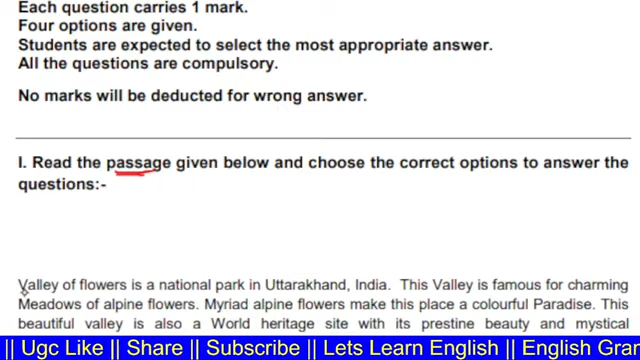 Each question carries 1 mark.
Four options are given.
Students are expected to select the most appropriate answer.
All the questions are compulsory.
No marks will be deducted for wrong answer.
I. Read the passage given below and choose the correct options to answer the
questions:-
Valley of flowers is a national park in Uttarakhand, India. This Valley is famous for charming
Meadows of alpine flowers. Myriad alpine flowers make this place a colourful Paradise. This
beautiful valley is also a World heritage site with its prestine beauty and mystical
|| Ugc Like || Share || Subscribe || Lets Learn English || English Gra